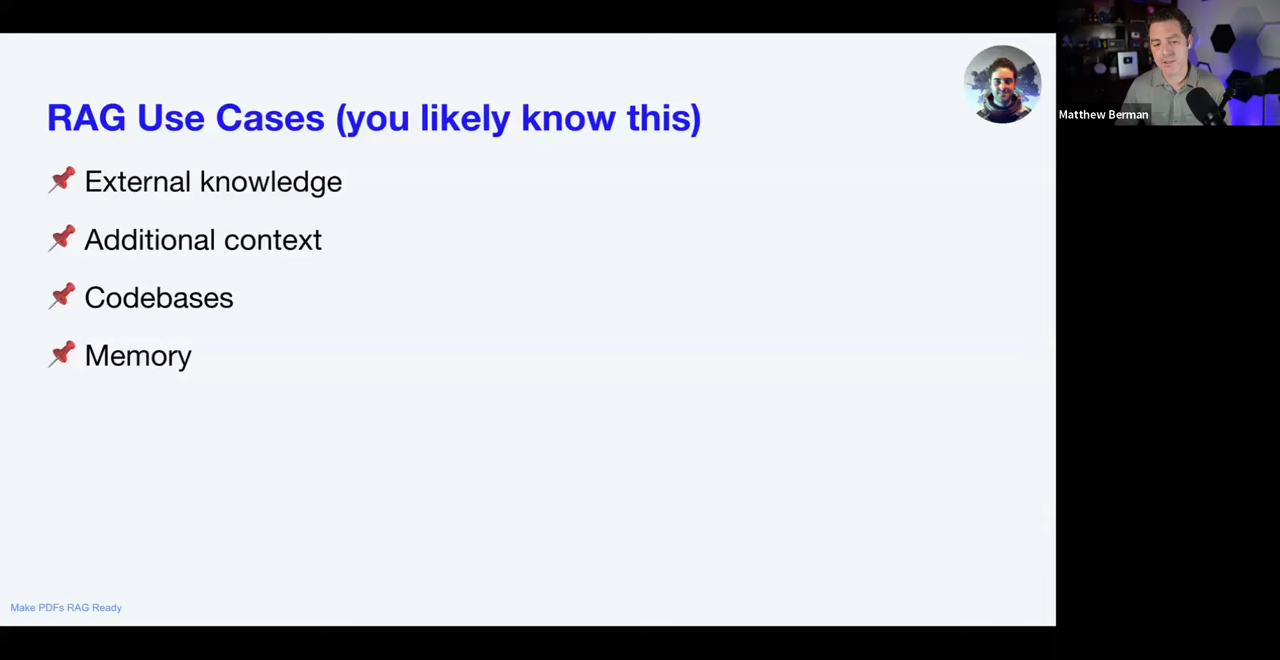 RAG Use Cases (you likely know this)
📌 External knowledge
📌 Additional context
📌 Codebases
📌 Memory
Make PDFs RAG Ready
Matthew Berman